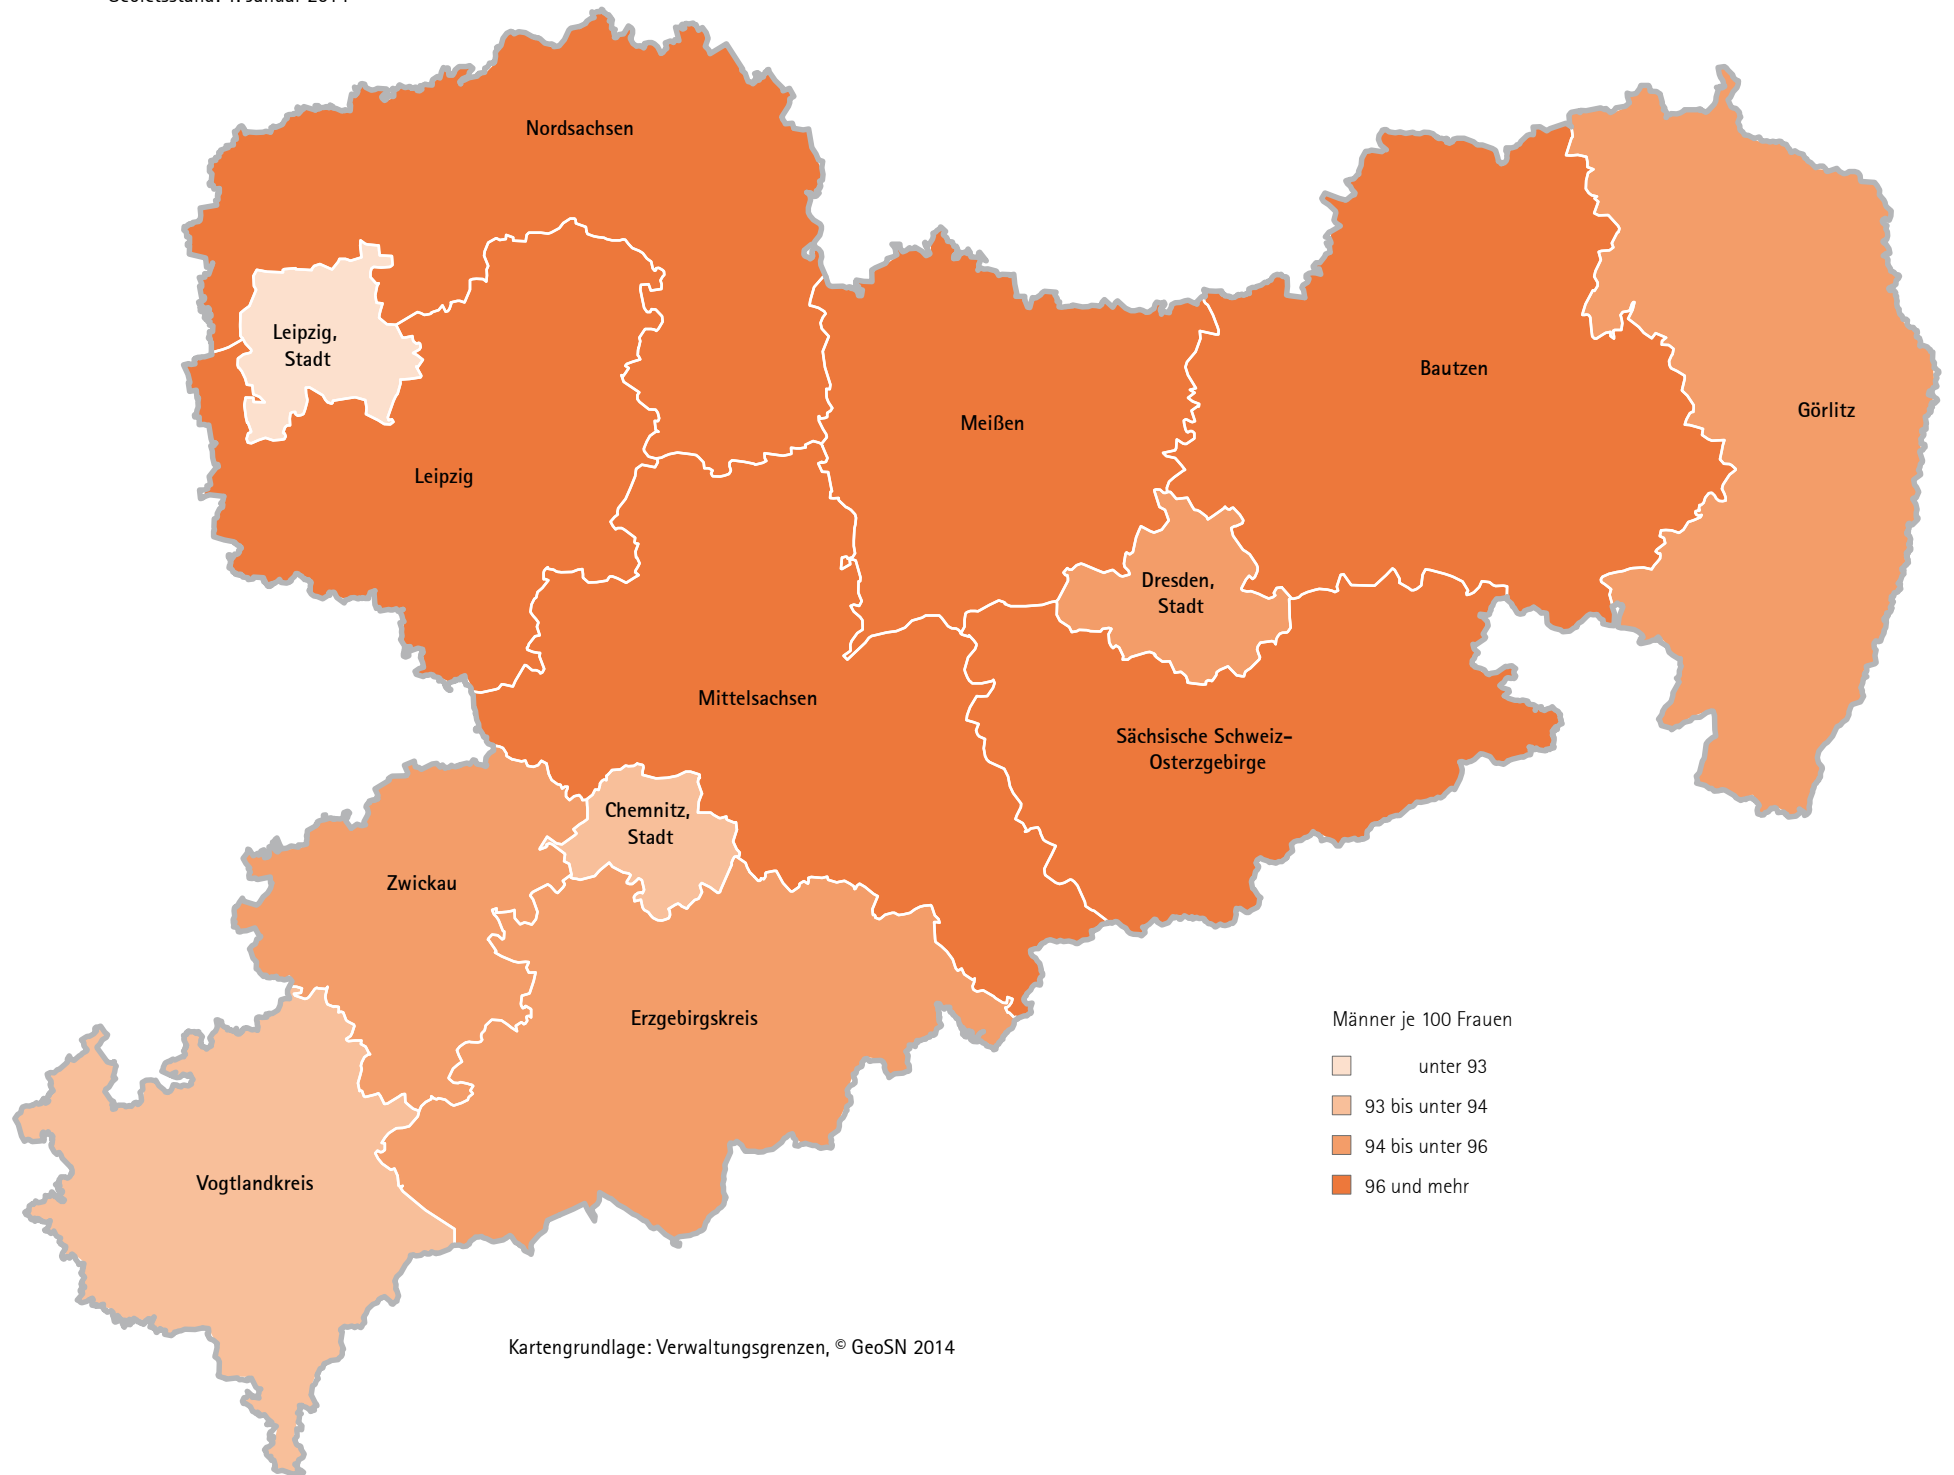 Nordsachsen
Leipzig,
Stadt
Bautzen
Görlitz
Meißen
Leipzig
Dresden,
Stadt
Mittelsachsen
Sächsische Schweiz-
Osterzgebirge
Chemnitz,
Stadt
Zwickau
Erzgebirgskreis
Vogtlandkreis
Männer je 100 Frauen
unter 93
93 bis unter 94
94 bis unter 96
96 und mehr
Kartengrundlage: Verwaltungsgrenzen, © GeoSN 2014